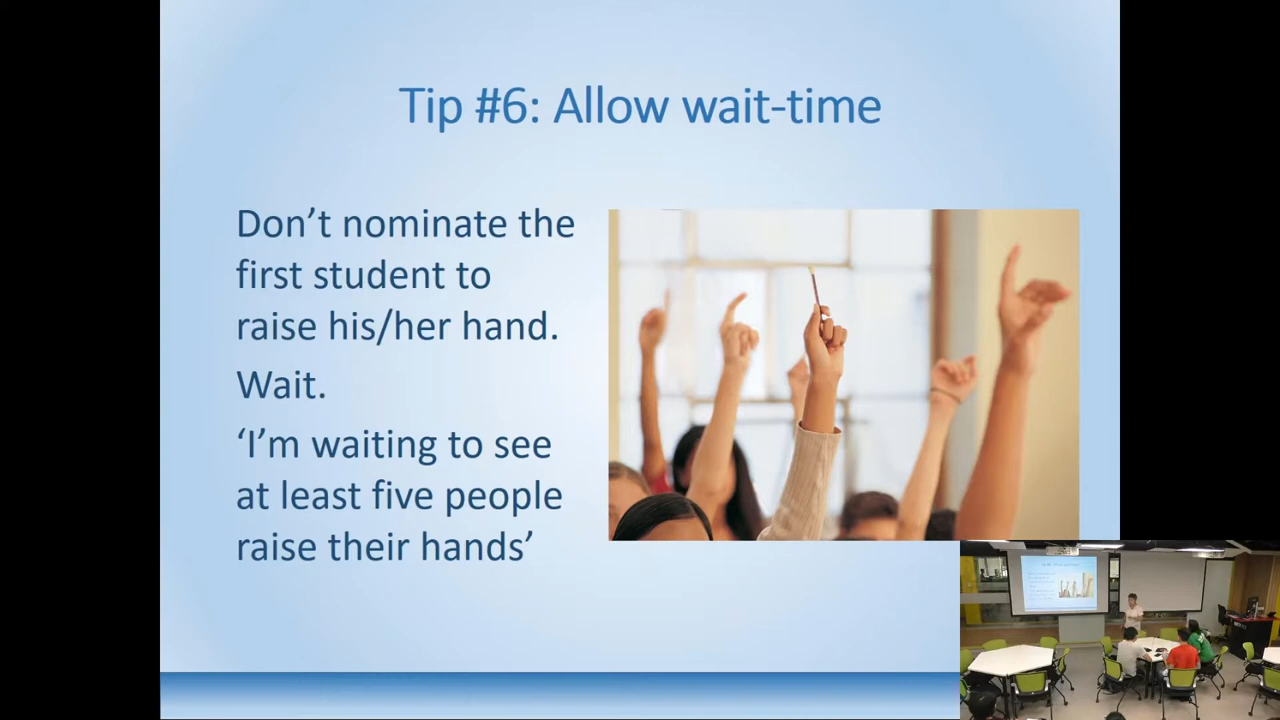 Tip #6: Allow wait-time
Don’t nominate the
first student to
raise his/her hand.
Wait.
‘I’m waiting to see
at least five people
raise their hands’